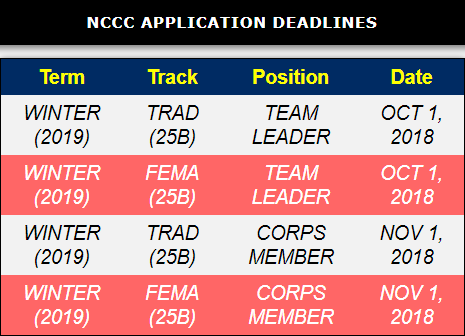 NCCC APPLICATION DEADLINES
Term Track Position Date
WINTER TRAD TEAM OCT 1,
(2019) (25B) LEADER 2018
WINTER FEMA TEAM OCT 1,
(2019) (25B) LEADER 2018
WINTER TRAD CORPS NOV 1,
(2019) (25B) MEMBER 2018
WINTER FEMA CORPS NOV 1,
(2019) (25B) MEMBER 2018